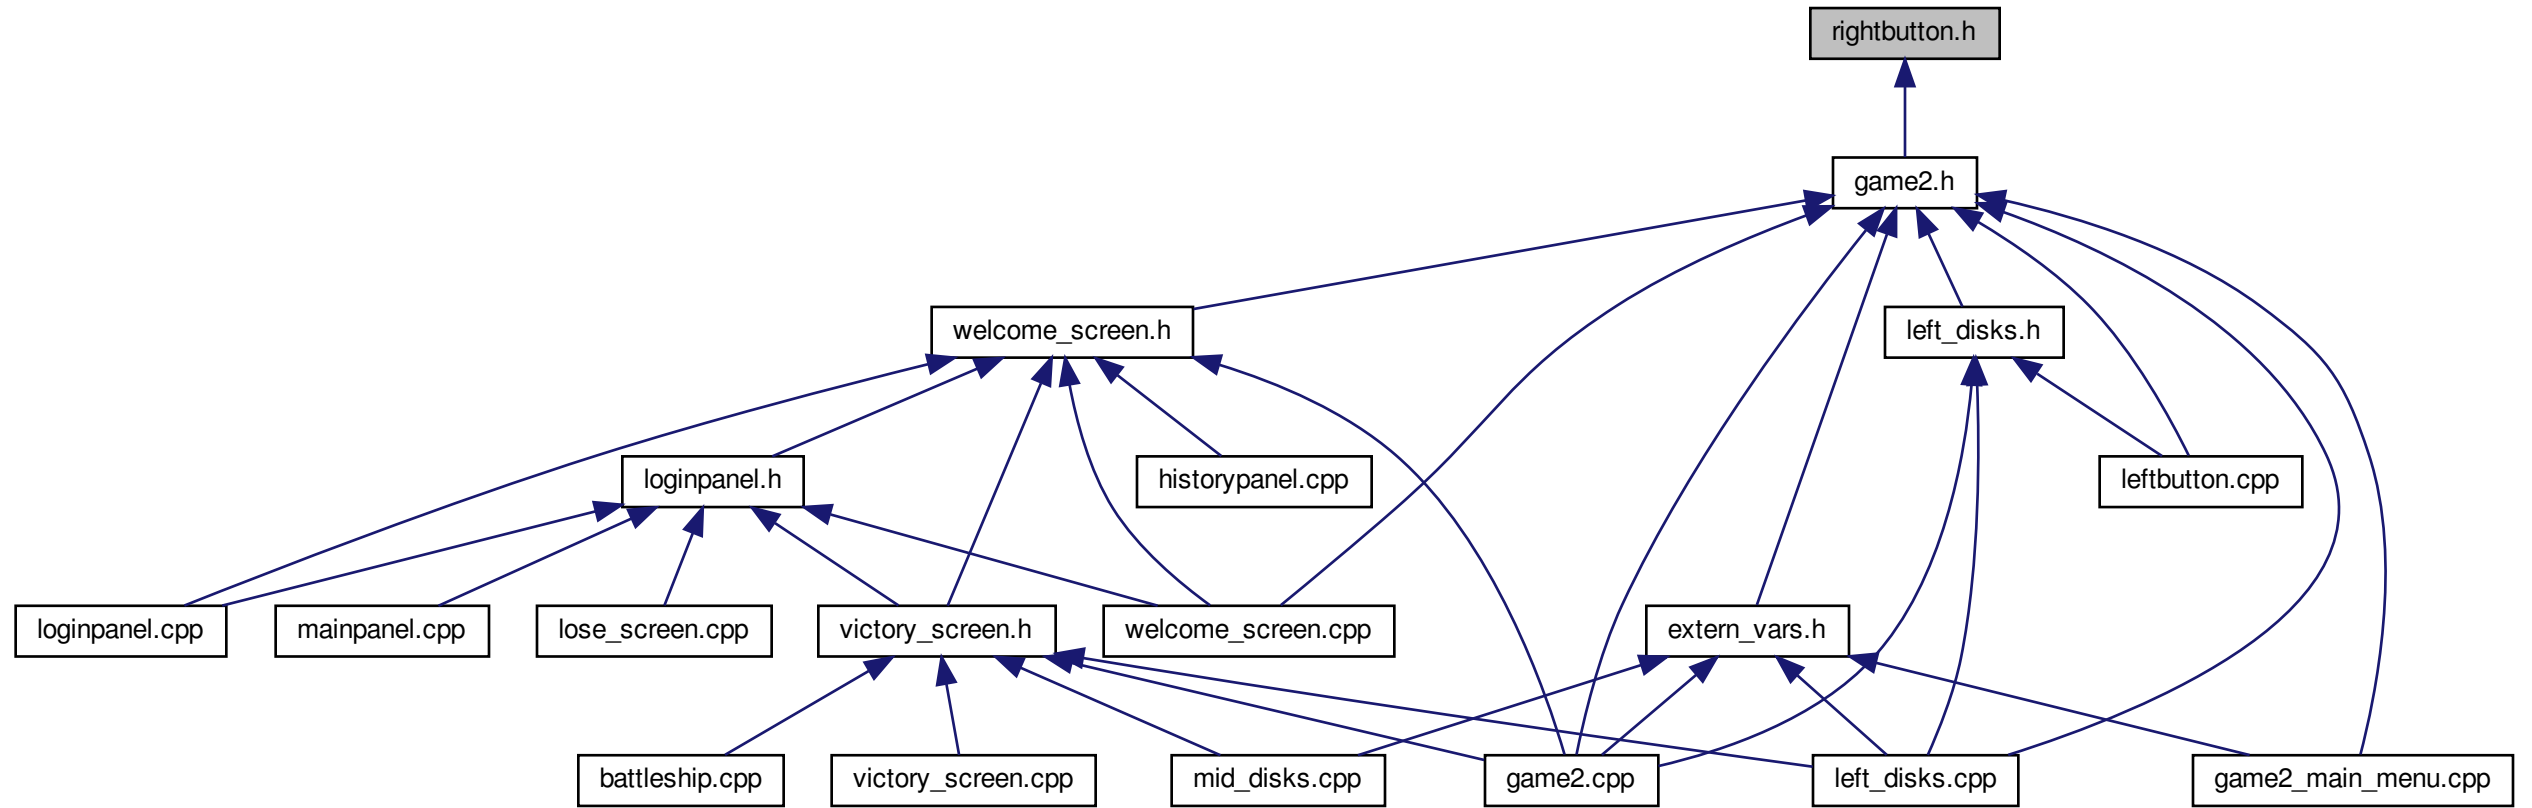 rightbutton.h
game2.h
welcome_screen.h
left_disks.h
loginpanel.h
historypanel.cpp
leftbutton.cpp
loginpanel.cpp
mainpanel.cpp
lose_screen.cpp
victory_screen.h
welcome_screen.cpp
extern_vars.h
battleship.cpp
victory_screen.cpp
mid_disks.cpp
game2.cpp
left_disks.cpp
game2_main_menu.cpp